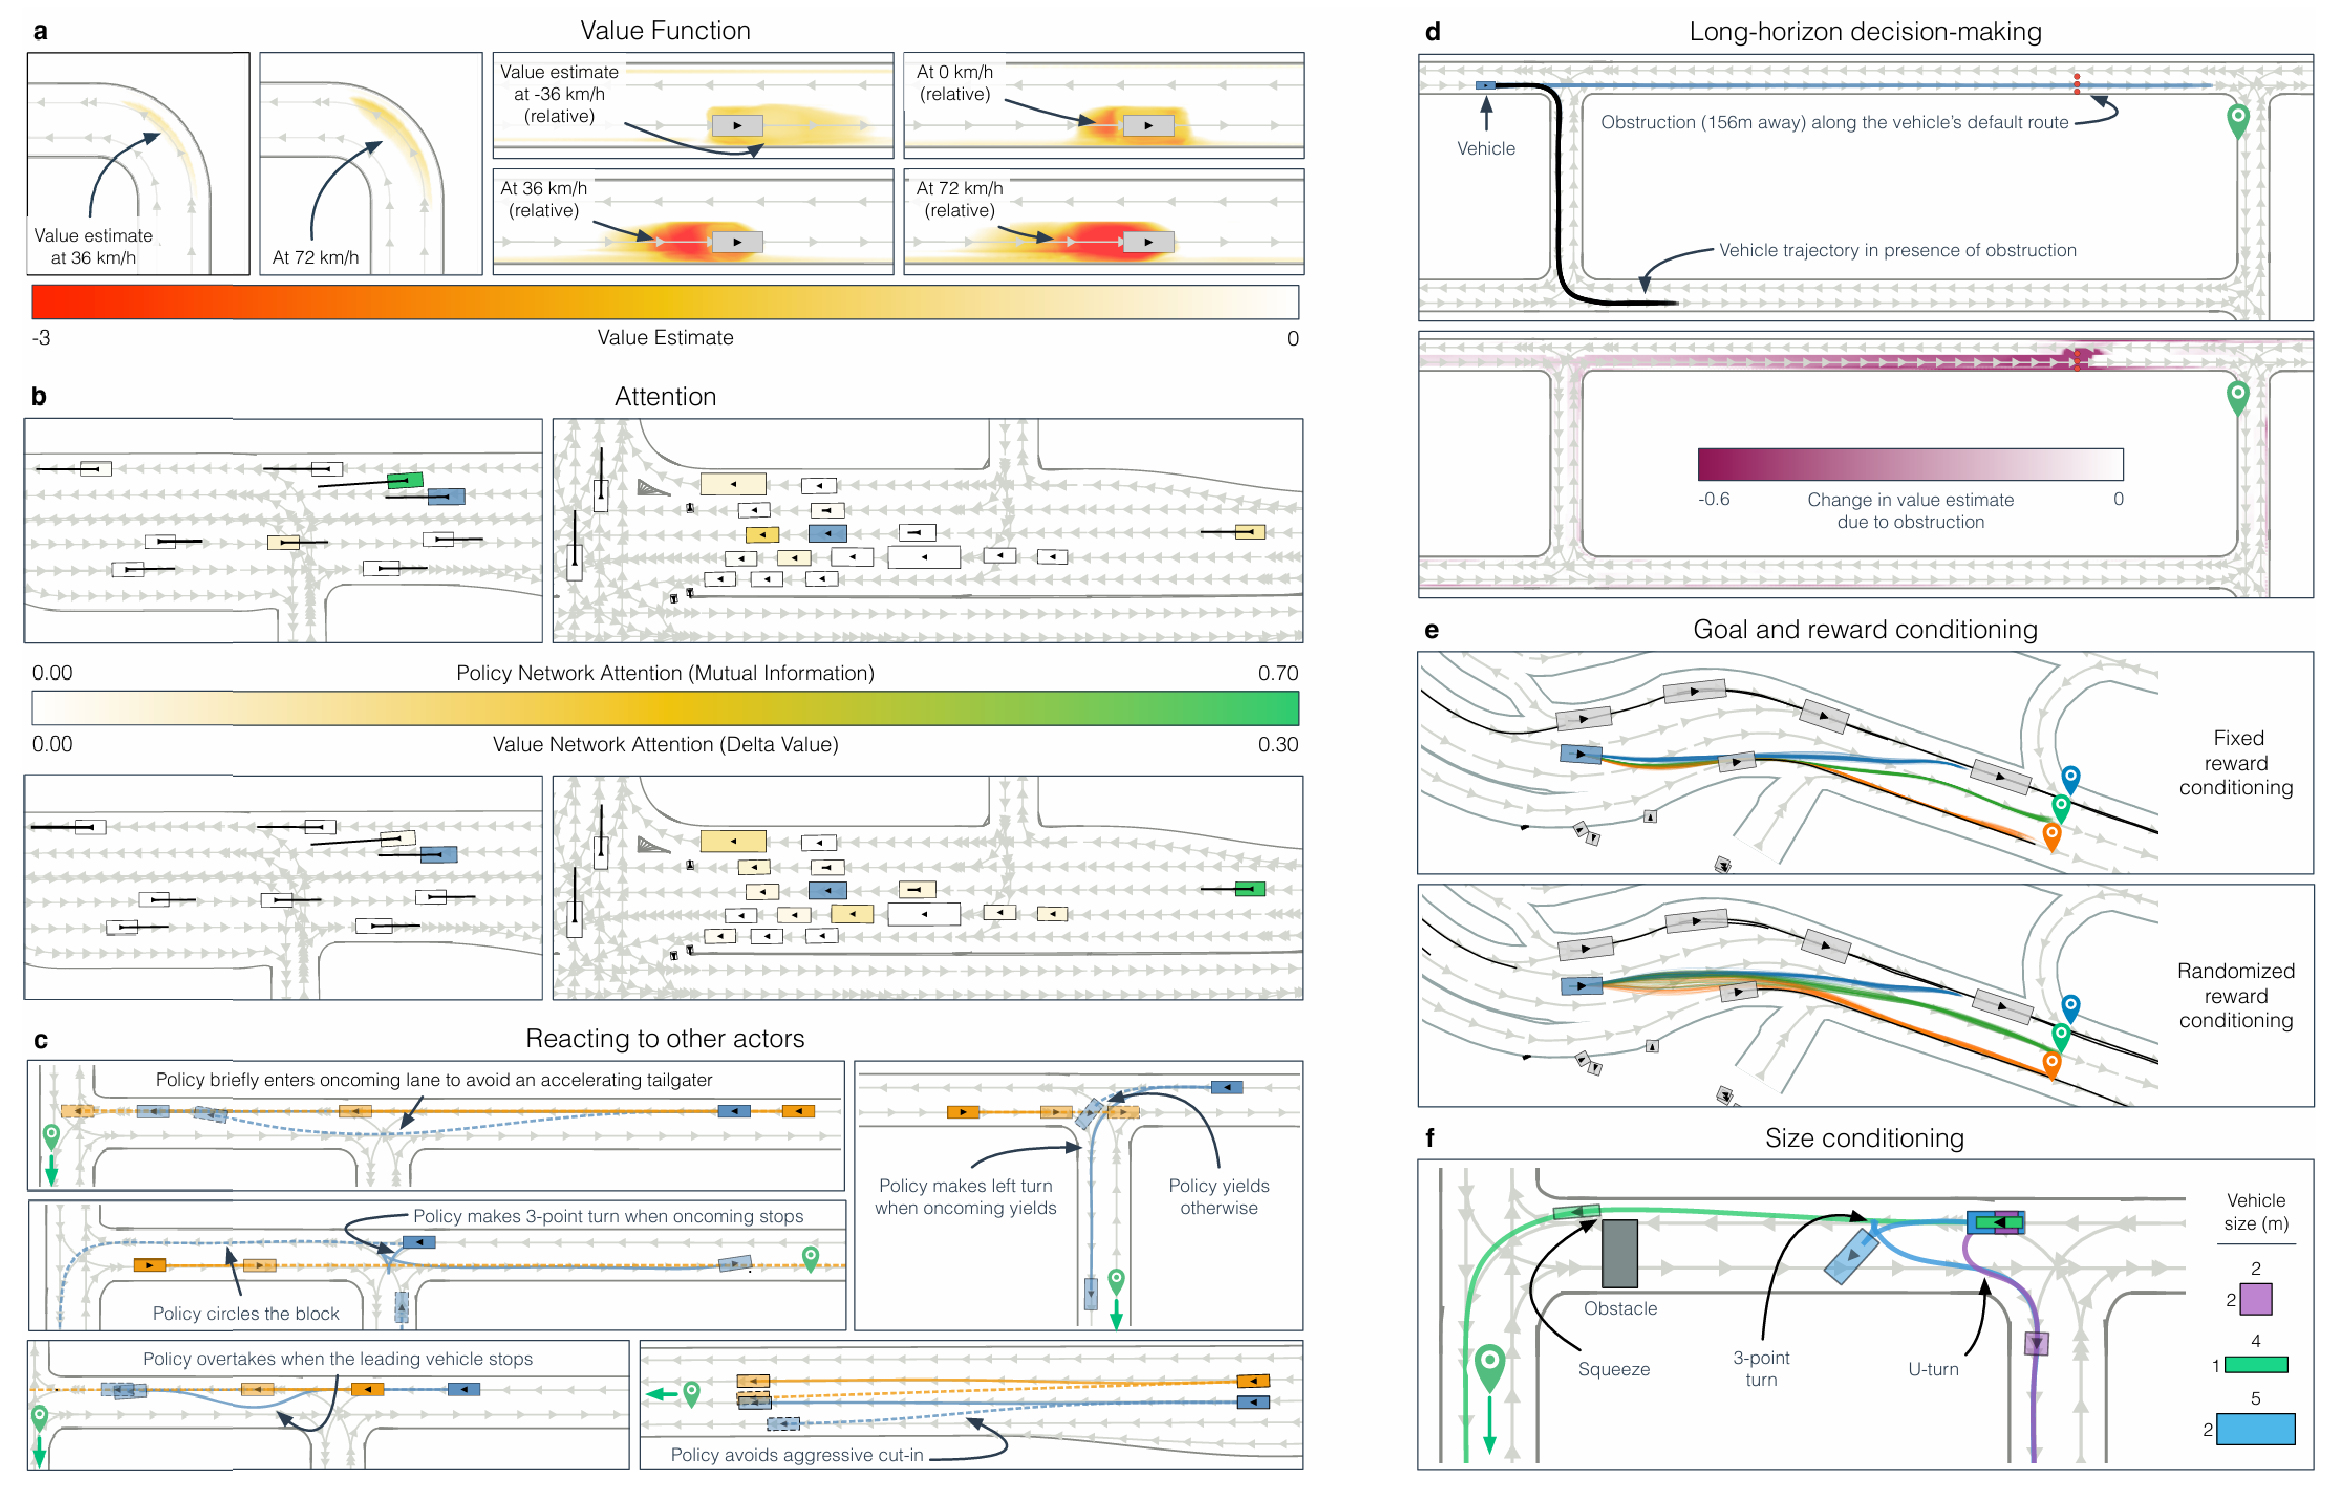 a
Value Function
Value estimate
at 36 km/h
At 72 km/h
Value estimate
at -36 km/h
(relative)
At 0 km/h
(relative)
At 36 km/h
(relative)
At 72 km/h
(relative)
-3
Value Estimate
0
b
Attention
0.00
Policy Network Attention (Mutual Information)
0.70
0.00
Value Network Attention (Delta Value)
0.30
c
Reacting to other actors
Policy briefly enters oncoming lane to avoid an accelerating tailgater
Policy makes 3-point turn when oncoming stops
Policy circles the block
Policy makes left turn
when oncoming yields
Policy yields
otherwise
Policy overtakes when the leading vehicle stops
Policy avoids aggressive cut-in
d
Long-horizon decision-making
Vehicle
Obstruction (156m away) along the vehicle's default route
Vehicle trajectory in presence of obstruction
-0.6
Change in value estimate
due to obstruction
0
e
Goal and reward conditioning
Fixed
reward
conditioning
Randomized
reward
conditioning
f
Size conditioning
Obstacle
Squeeze
3-point
turn
U-turn
Vehicle
size (m)
2
2
4
1
5
2